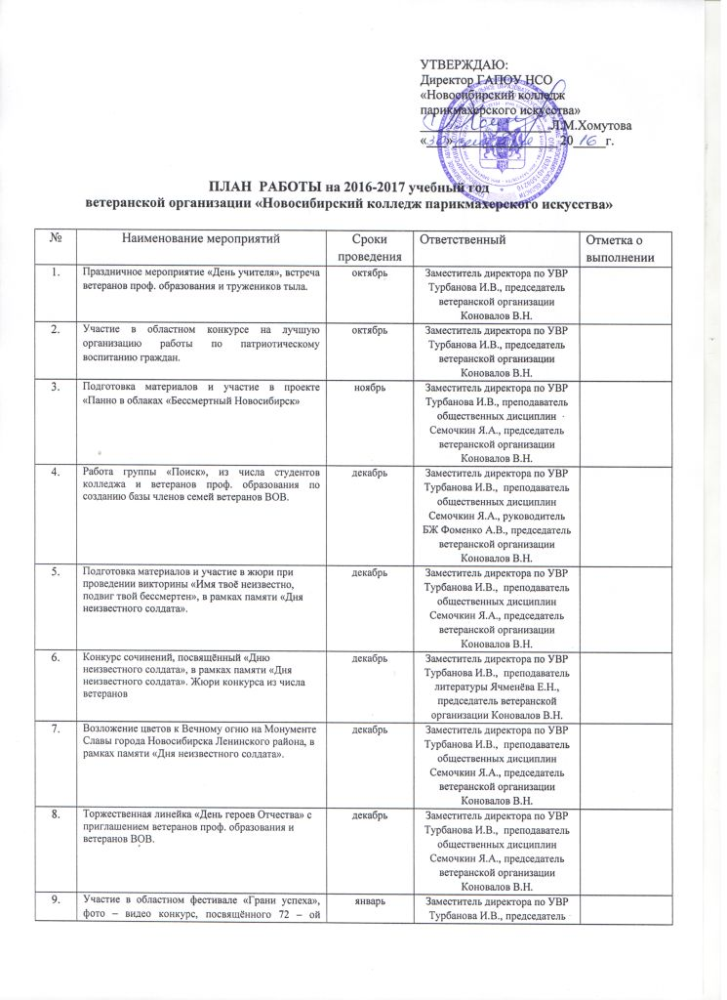 УТВЕРЖДАЮ:
Директор ГАПОУ НСО
«Новосибирский колледж
парикмахерского искусства»
Л.М.Хомутова
«30» 20 16 г.
ПЛАН РАБОТЫ на 2016-2017 учебный год
ветеранской организации «Новосибирский колледж парикмахерского искусства»
№ Наименование мероприятий Сроки проведения Ответственный Отметка о выполнении
1. Праздничное мероприятие «День учителя», встреча
ветеранов проф. образования и тружеников тыла.
октябрь
Заместитель директора по УВР
Турбанова И.В., председатель
ветеранской организации
Коновалов В.Н.
2. Участие в областном конкурсе на лучшую
организацию работы по патриотическому
воспитанию граждан.
октябрь
Заместитель директора по УВР
Турбанова И.В., председатель
ветеранской организации
Коновалов В.Н.
3. Подготовка материалов и участие в проекте
«Панно в облаках «Бессмертный Новосибирск»
ноябрь
Заместитель директора по УВР
Турбанова И.В., преподаватель
общественных дисциплин
Семочкин Я.А., председатель
ветеранской организации
Коновалов В.Н.
4. Работа группы «Поиск», из числа студентов
колледжа и ветеранов проф. образования по
созданию базы членов семей ветеранов ВОВ.
декабрь
Заместитель директора по УВР
Турбанова И.В., преподаватель
общественных дисциплин
Семочкин Я.А., руководитель
БЖ Фоменко А.В., председатель
ветеранской организации
Коновалов В.Н.
5. Подготовка материалов и участие в жюри при
проведении викторины «Имя твоё неизвестно,
подвиг твой бессмертен», в рамках памяти «Дня
неизвестного солдата».
декабрь
Заместитель директора по УВР
Турбанова И.В., преподаватель
общественных дисциплин
Семочкин Я.А., председатель
ветеранской организации
Коновалов В.Н.
6. Конкурс сочинений, посвящённый «Дню
неизвестного солдата», в рамках памяти «Дня
неизвестного солдата». Жюри конкурса из числа
ветеранов
декабрь
Заместитель директора по УВР
Турбанова И.В., преподаватель
литературы Ячменёва Е.Н.,
председатель ветеранской
организации Коновалов В.Н.
7. Возложение цветов к Вечному огню на Монументе
Славы города Новосибирска Ленинского района, в
рамках памяти «Дня неизвестного солдата».
декабрь
Заместитель директора по УВР
Турбанова И.В., преподаватель
общественных дисциплин
Семочкин Я.А., председатель
ветеранской организации
Коновалов В.Н.
8. Торжественная линейка «День героев Отчества» с
приглашением ветеранов проф. образования и
ветеранов ВОВ.
декабрь
Заместитель директора по УВР
Турбанова И.В., преподаватель
общественных дисциплин
Семочкин Я.А., председатель
ветеранской организации
Коновалов В.Н.
9. Участие в областном фестивале «Грани успеха»,
фото – видео конкурс, посвящённого 72 – ой
январь
Заместитель директора по УВР
Турбанова И.В., председатель